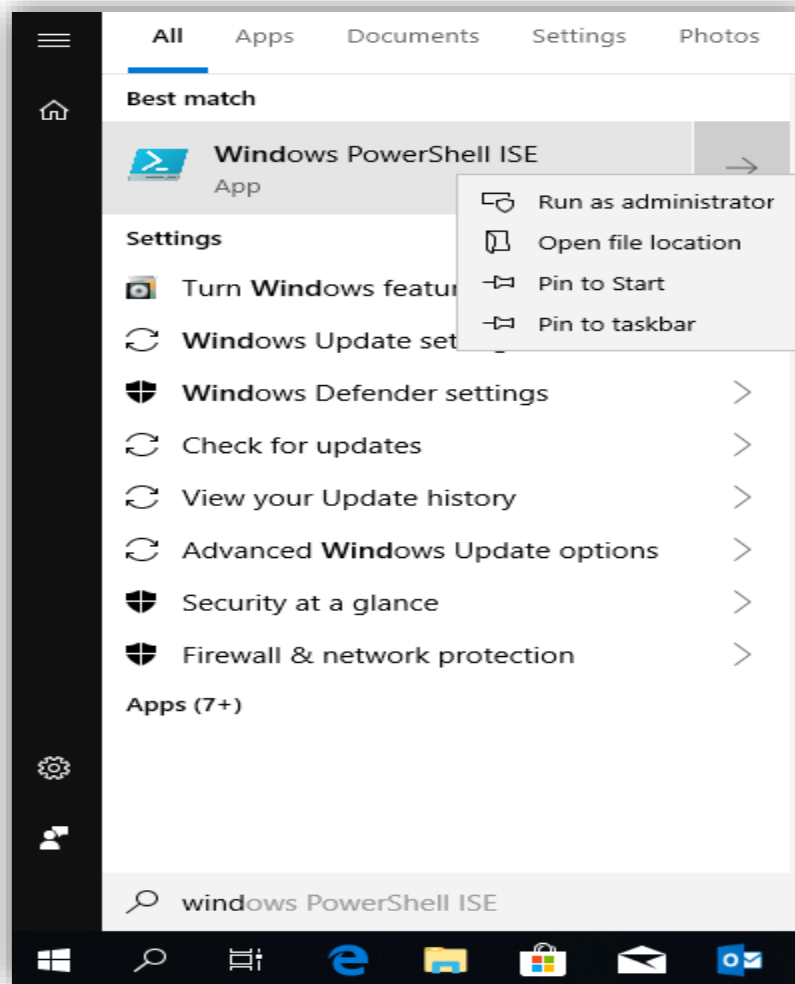 All Apps Documents Settings Photos
Best match
Windows PowerShell ISE
App
Run as administrator
Open file location
Pin to Start
Pin to taskbar
Settings
Turn Windows featu
Windows Update set
Windows Defender settings
Check for updates
View your Update history
Advanced Windows Update options
Security at a glance
Firewall & network protection
Apps (7+)
windows PowerShell ISE